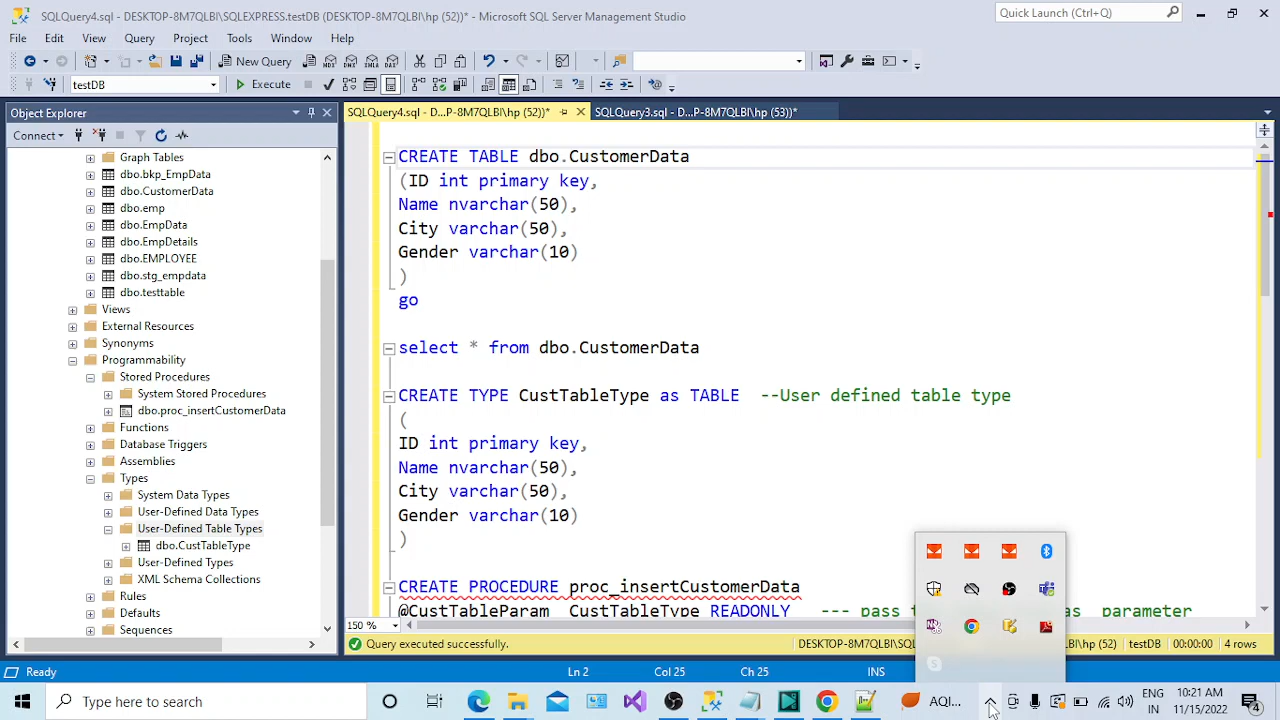 SQLQuery4.sql - DESKTOP-8M7QLBI\SQLEXPRESS.testDB (DESKTOP-8M7QLBI\hp (52))* - Microsoft SQL Server Management Studio
Quick Launch (Ctrl+Q)
File Edit View Query Project Tools Window Help
New Query
testDB
Execute
Object Explorer
SQLQuery4.sql - D...P-8M7QLBI\hp (52))*
SQLQuery3.sql - D...P-8M7QLBI\hp (53))*
Connect
Graph Tables
dbo.bkp_EmpData
dbo.CustomerData
dbo.emp
dbo.EmpData
dbo.EmpDetails
dbo.EMPLOYEE
dbo.stg_empdata
dbo.testtable
Views
External Resources
Synonyms
Programmability
Stored Procedures
System Stored Procedures
dbo.proc_insertCustomerData
Functions
Database Triggers
Assemblies
Types
System Data Types
User-Defined Data Types
User-Defined Table Types
dbo.CustTableType
User-Defined Types
XML Schema Collections
Rules
Defaults
Sequences
CREATE TABLE dbo.CustomerData
(ID int primary key,
Name nvarchar(50),
City varchar(50),
Gender varchar(10)
)
go
select * from dbo.CustomerData
CREATE TYPE CustTableType as TABLE --User defined table type
(
ID int primary key,
Name nvarchar(50),
City varchar(50),
Gender varchar(10)
)
CREATE PROCEDURE proc_insertCustomerData
@CustTableParam CustTableType READONLY --- pass t as parameter
150 %
Query executed successfully.
DESKTOP-8M7QLBI\SQLEXPRESS
LBI\hp (52)
testDB
00:00:00
4 rows
Ready
Ln 2
Col 25
Ch 25
INS
Type here to search
AQI...
ENG
IN
10:21 AM
11/15/2022
4